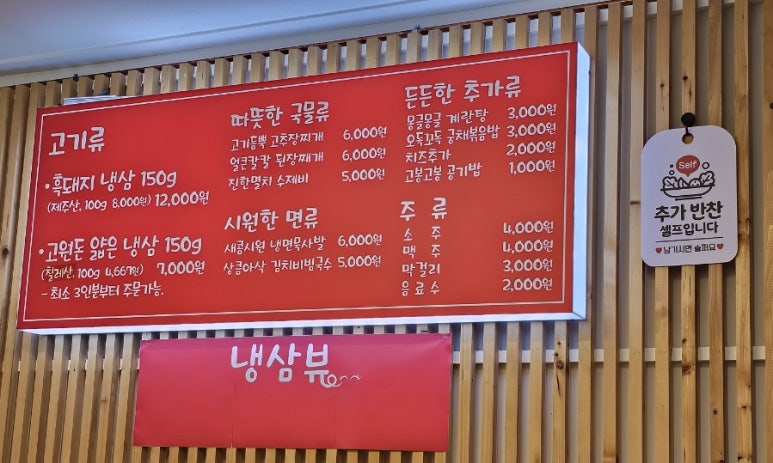 고기류
•흑돼지 냉삼 150g
(제주산, 100g 8,000원) 12,000원
•고원돈 얇은 냉삼 150g
(칠레산, 100g 4,667원) 7,000원
- 최소 3인분부터 주문가능.
따뜻한 국물류
고기듬뿍 고추장찌개 6,000원
얼큰칼칼 된장찌개 6,000원
진한멸치 수제비 5,000원
시원한 면류
새콤시원 냉면묵사발 6,000원
상큼아삭 김치비빔국수 5,000원
든든한 추가류
몽글몽글 계란탕 3,000원
오독꼬독 궁채볶음밥 3,000원
치즈추가 2,000원
고봉고봉 공기밥 1,000원
주 류
소 주 4,000원
맥 주 4,000원
막걸리 3,000원
음료수 2,000원
냉삼뷰
Self
추가 반찬
셀프입니다
♥남기시면 슬퍼요♥